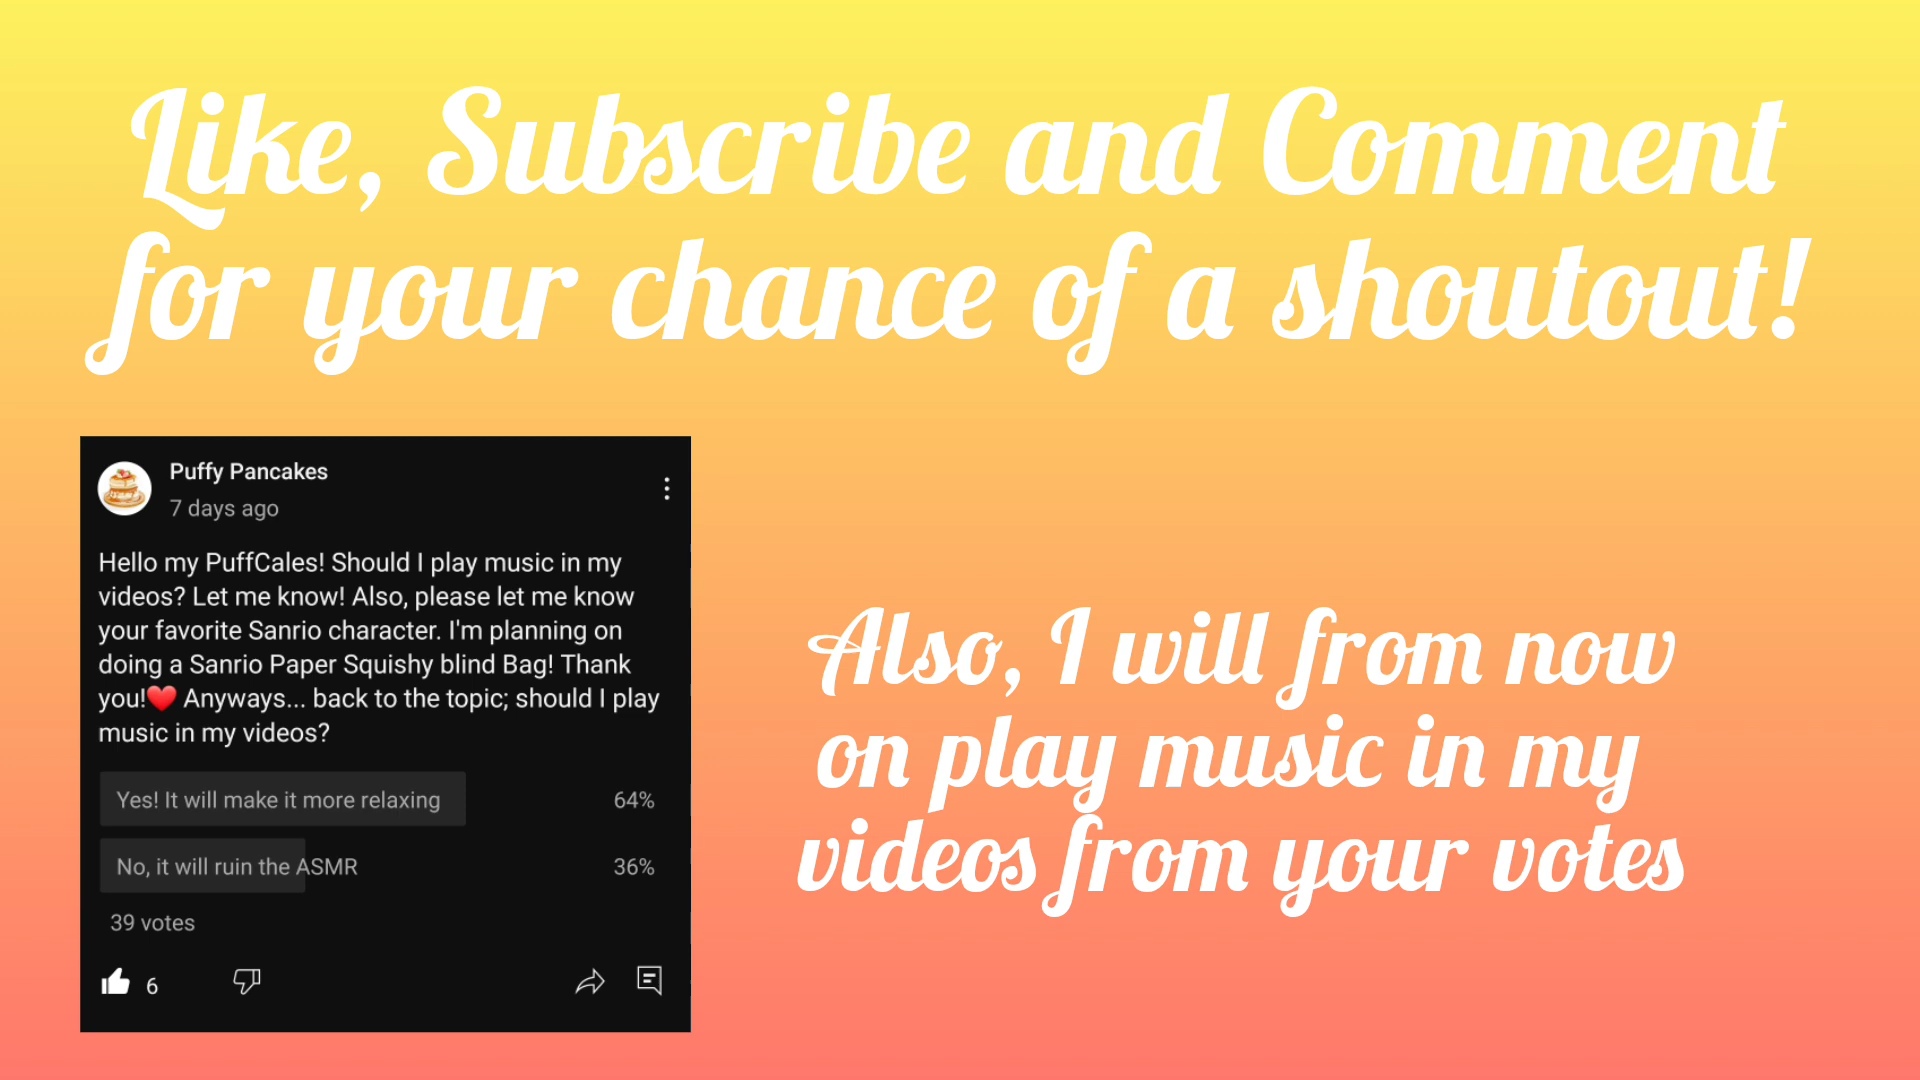 Like, Subscribe and Comment
for your chance of a shoutout!
Puffy Pancakes
7 days ago
Hello my PuffCales! Should I play music in my
videos? Let me know! Also, please let me know
your favorite Sanrio character. I'm planning on
doing a Sanrio Paper Squishy blind Bag! Thank
you!❤️ Anyways... back to the topic; should I play
music in my videos?
Yes! It will make it more relaxing 64%
No, it will ruin the ASMR 36%
39 votes
6
Also, I will from now
on play music in my
videos from your votes